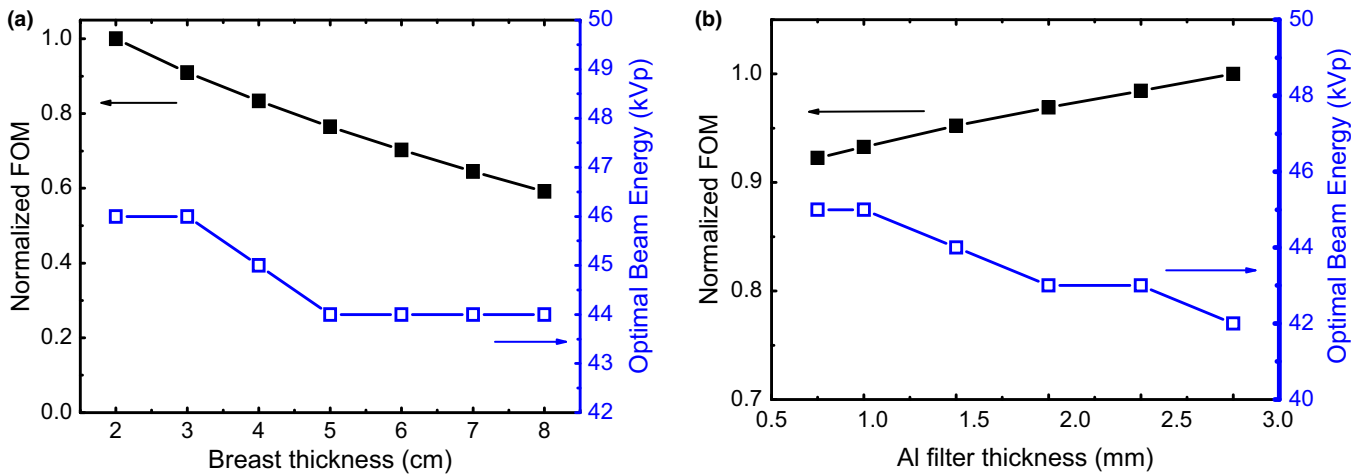 (a)
1.0
0.8
0.6
0.4
0.2
0.0
Normalized FOM
2 3 4 5 6 7 8
Breast thickness (cm)
50
49
48
47
46
45
44
43
42
Optimal Beam Energy (kVp)
(b)
1.0
0.9
0.8
0.7
Normalized FOM
0.5 1.0 1.5 2.0 2.5 3.0
Al filter thickness (mm)
50
48
46
44
42
40
Optimal Beam Energy (kVp)